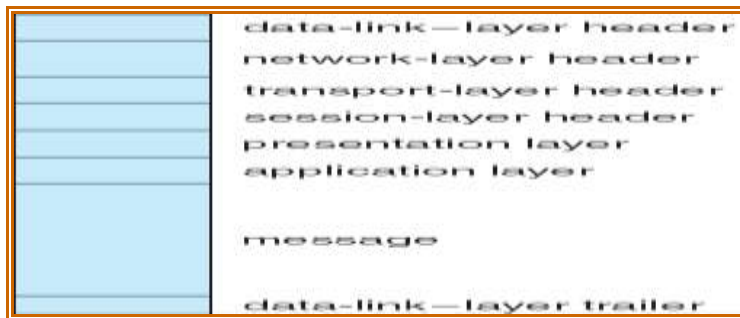 data-link—layer header
network-layer header
transport-layer header
session-layer header
presentation layer
application layer
message
data-link—layer trailer